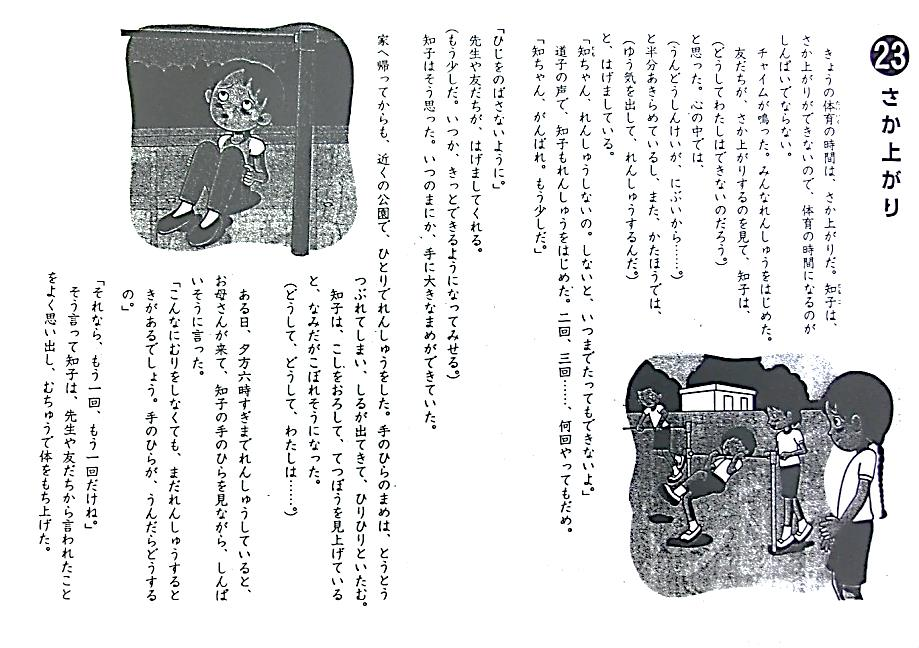 23 さか上がり
きょうの体育の時間は、さか上がりだ。知子は、
さか上がりができないので、体育の時間になるのが
しんぱいでならない。
チャイムが鳴った。みんなれんしゅうをはじめた。
友だちが、さか上がりするのを見て、知子は、
(どうしてわたしはできないのだろう。)
と思った。心の中では、
(うんどうしんけいが、にぶいから……。)
と半分あきらめているし、また、かたほうでは、
(ゆう気を出して、れんしゅうするんだ。)
と、はげましている。
「知ちゃん、れんしゅうしないの。しないと、いつまでたってもできないよ。」
道子の声で、知子もれんしゅうをはじめた。二回、三回……、何回やってもだめ。
「知ちゃん、がんばれ。もう少しだ。」
「ひじをのばさないように。」
先生や友だちが、はげましてくれる。
(もう少しだ。いつか、きっとできるようになってみせる。)
知子はそう思った。いつのまにか、手に大きなまめができていた。
家へ帰ってからも、近くの公園で、ひとりでれんしゅうをした。手のひらのまめは、とうとう
つぶれてしまい、しるが出てきて、ひりひりといたむ。
知子は、こしをおろして、てつぼうを見上げている
と、なみだがこぼれそうになった。
(どうして、どうして、わたしは……。)
ある日、夕方六時すぎまでれんしゅうしていると、
お母さんが来て、知子の手のひらを見ながら、しんぱ
いそうに言った。
「こんなにむりをしなくても、まだれんしゅうすると
きがあるでしょう。手のひらが、うんだらどうする
の。」
「それなら、もう一回、もう一回だけね。」
そう言って知子は、先生や友だちから言われたこと
をよく思い出し、むちゅうで体をもち上げた。